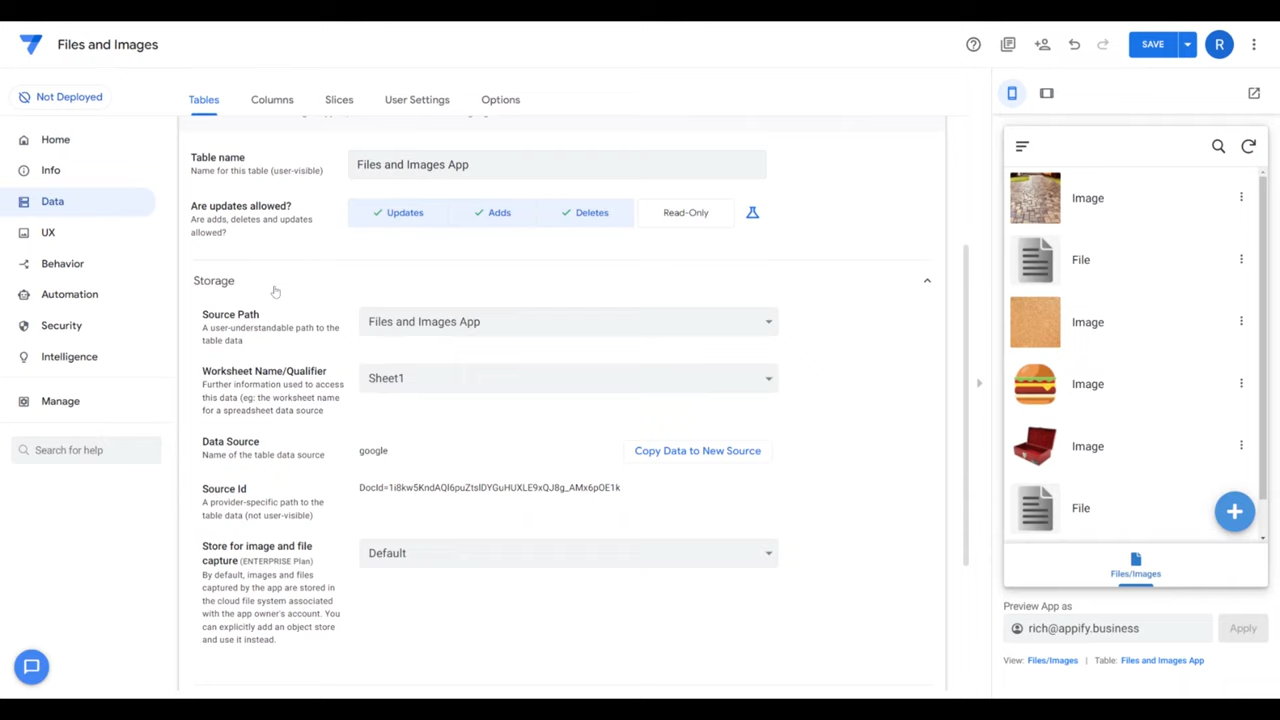 Files and Images
SAVE
R
Not Deployed
Tables
Columns
Slices
User Settings
Options
Home
Info
Data
UX
Behavior
Automation
Security
Intelligence
Manage
Search for help
Table name
Name for this table (user-visible)
Files and Images App
Are updates allowed?
Are adds, deletes and updates
allowed?
Updates
Adds
Deletes
Read-Only
Storage
Source Path
A user-understandable path to the
table data
Files and Images App
Worksheet Name/Qualifier
Further information used to access
this data (eg: the worksheet name
for a spreadsheet data source
Sheet1
Data Source
Name of the table data source
google
Copy Data to New Source
Source Id
A provider-specific path to the
table data (not user-visible)
DocId=1i8kw5KndAQl6puZtslDYGuHUXLE9xQJ8g_AMx6pOE1k
Store for image and file
capture (ENTERPRISE Plan)
By default, images and files
captured by the app are stored in
the cloud file system associated
with the app owner's account. You
can explicitly add an object store
and use it instead.
Default
Image
File
Image
Image
Image
File
Files/Images
Preview App as
rich@appify.business
Apply
View: Files/Images | Table: Files and Images App